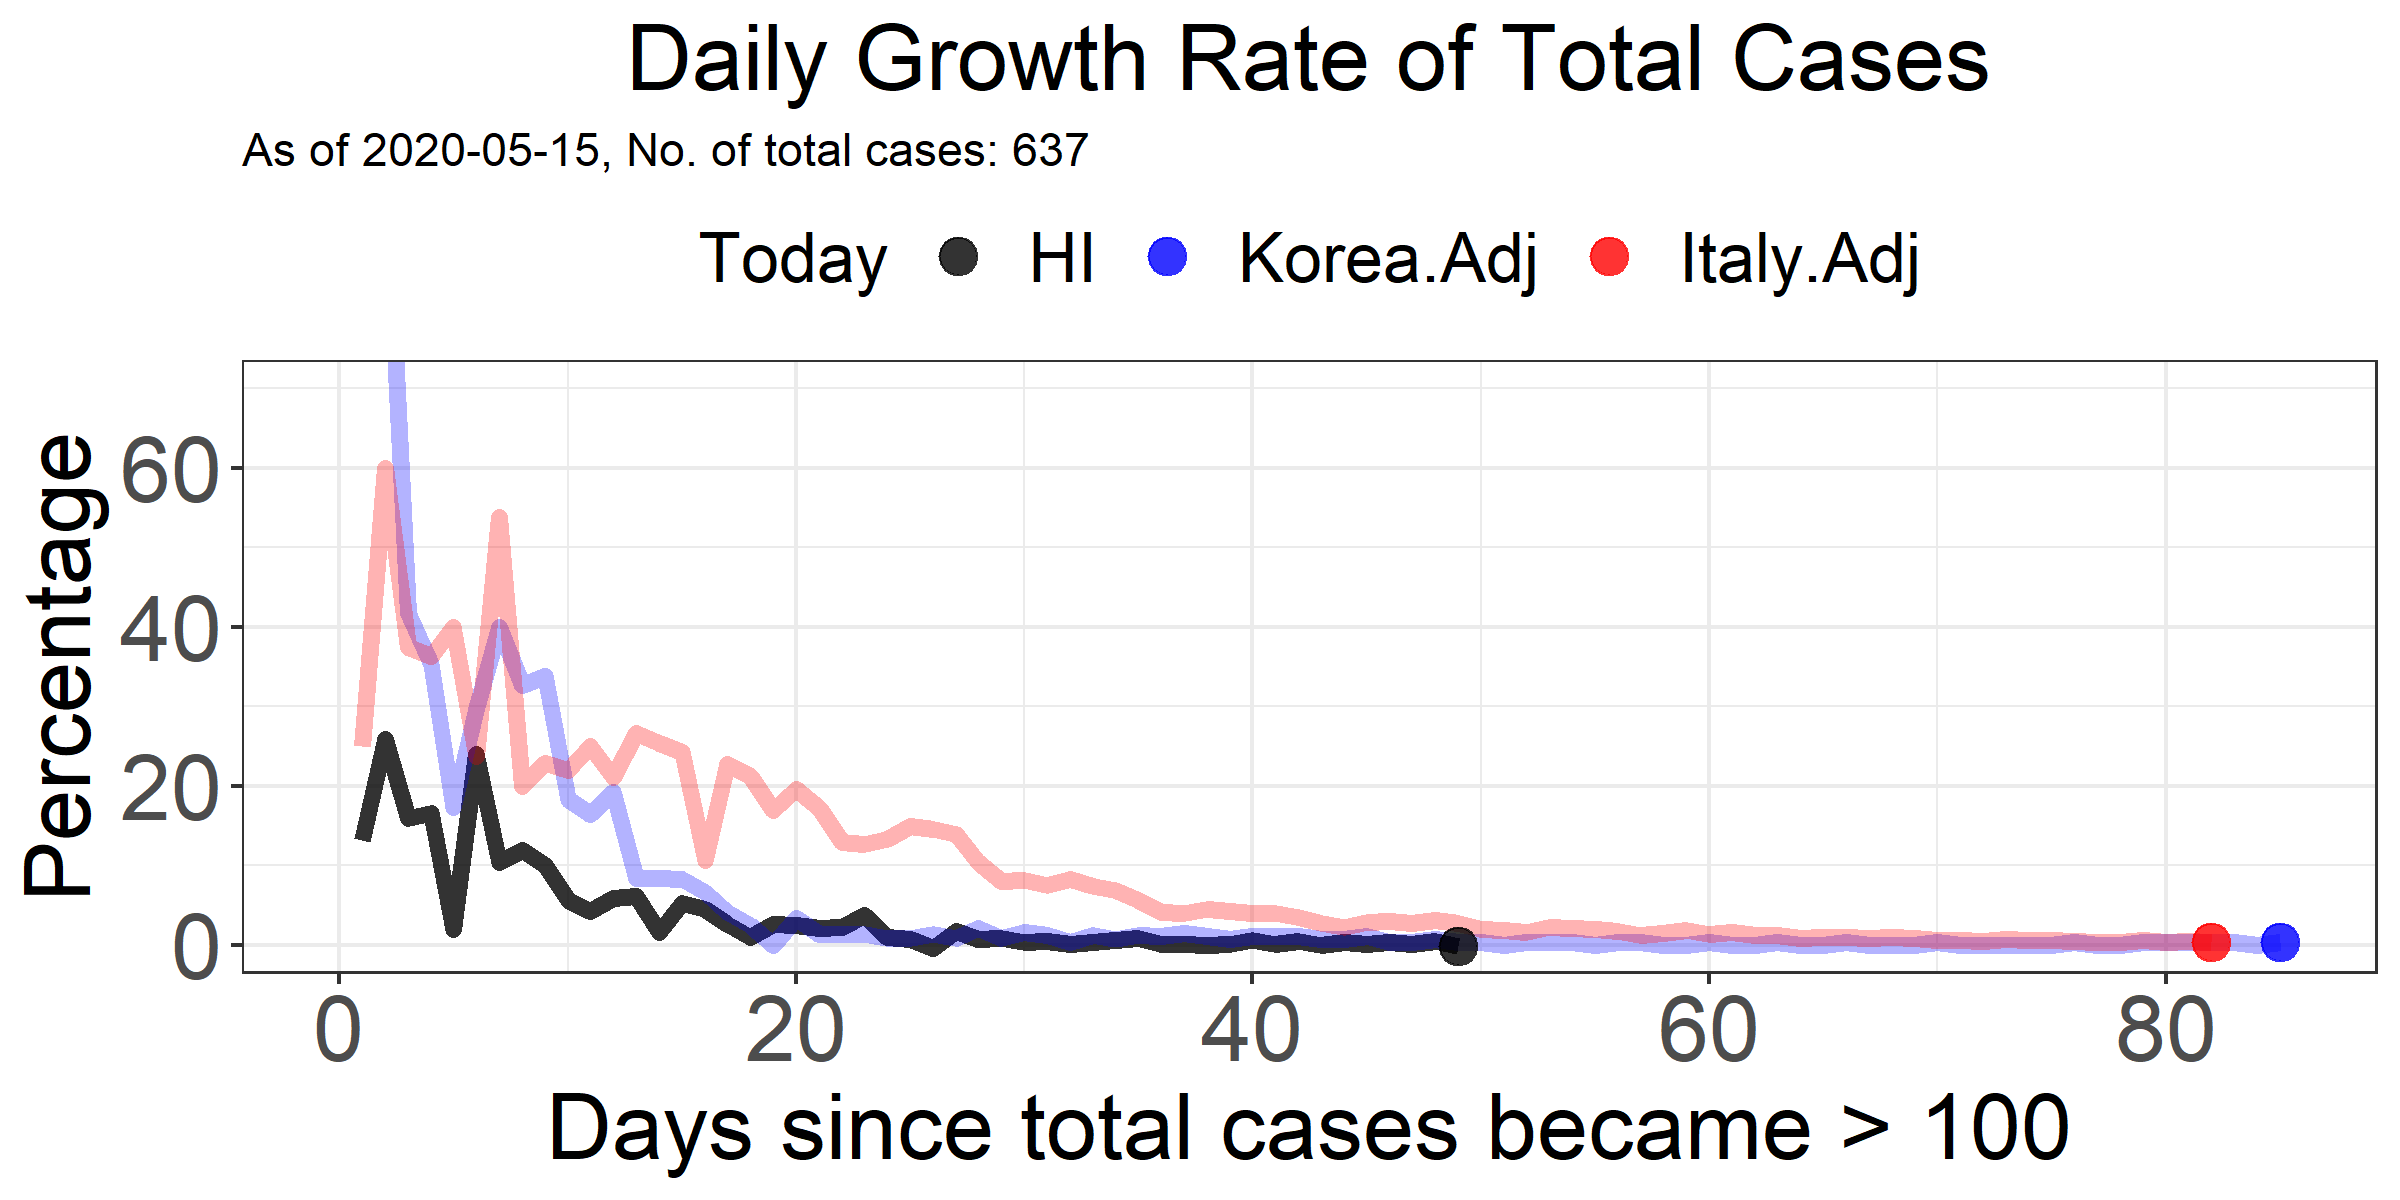 Daily Growth Rate of Total Cases
As of 2020-05-15, No. of total cases: 637
Today HI Korea.Adj Italy.Adj
Percentage
60
40
20
0
0 20 40 60 80
Days since total cases became > 100